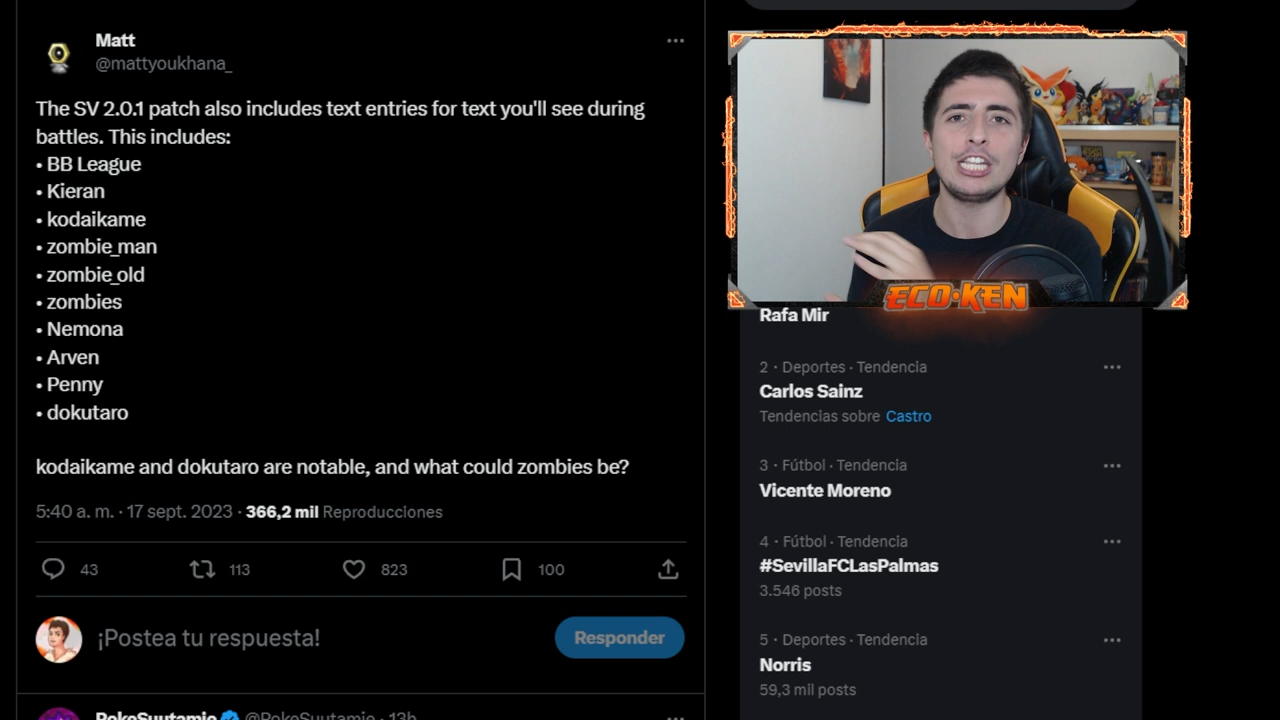 Matt
@mattyoukhana_
The SV 2.0.1 patch also includes text entries for text you'll see during
battles. This includes:
• BB League
• Kieran
• kodaikame
• zombie_man
• zombie_old
• zombies
• Nemona
• Arven
• Penny
• dokutaro
kodaikame and dokutaro are notable, and what could zombies be?
5:40 a. m. · 17 sept. 2023 · 366,2 mil Reproducciones
43 113 823 100
¡Postea tu respuesta!
Responder
PokeSuutamie @PokeSuutamie · 13h
ECO·KEN
Rafa Mir
2 · Deportes · Tendencia
Carlos Sainz
Tendencias sobre Castro
3 · Fútbol · Tendencia
Vicente Moreno
4 · Fútbol · Tendencia
#SevillaFCLasPalmas
3.546 posts
5 · Deportes · Tendencia
Norris
59,3 mil posts